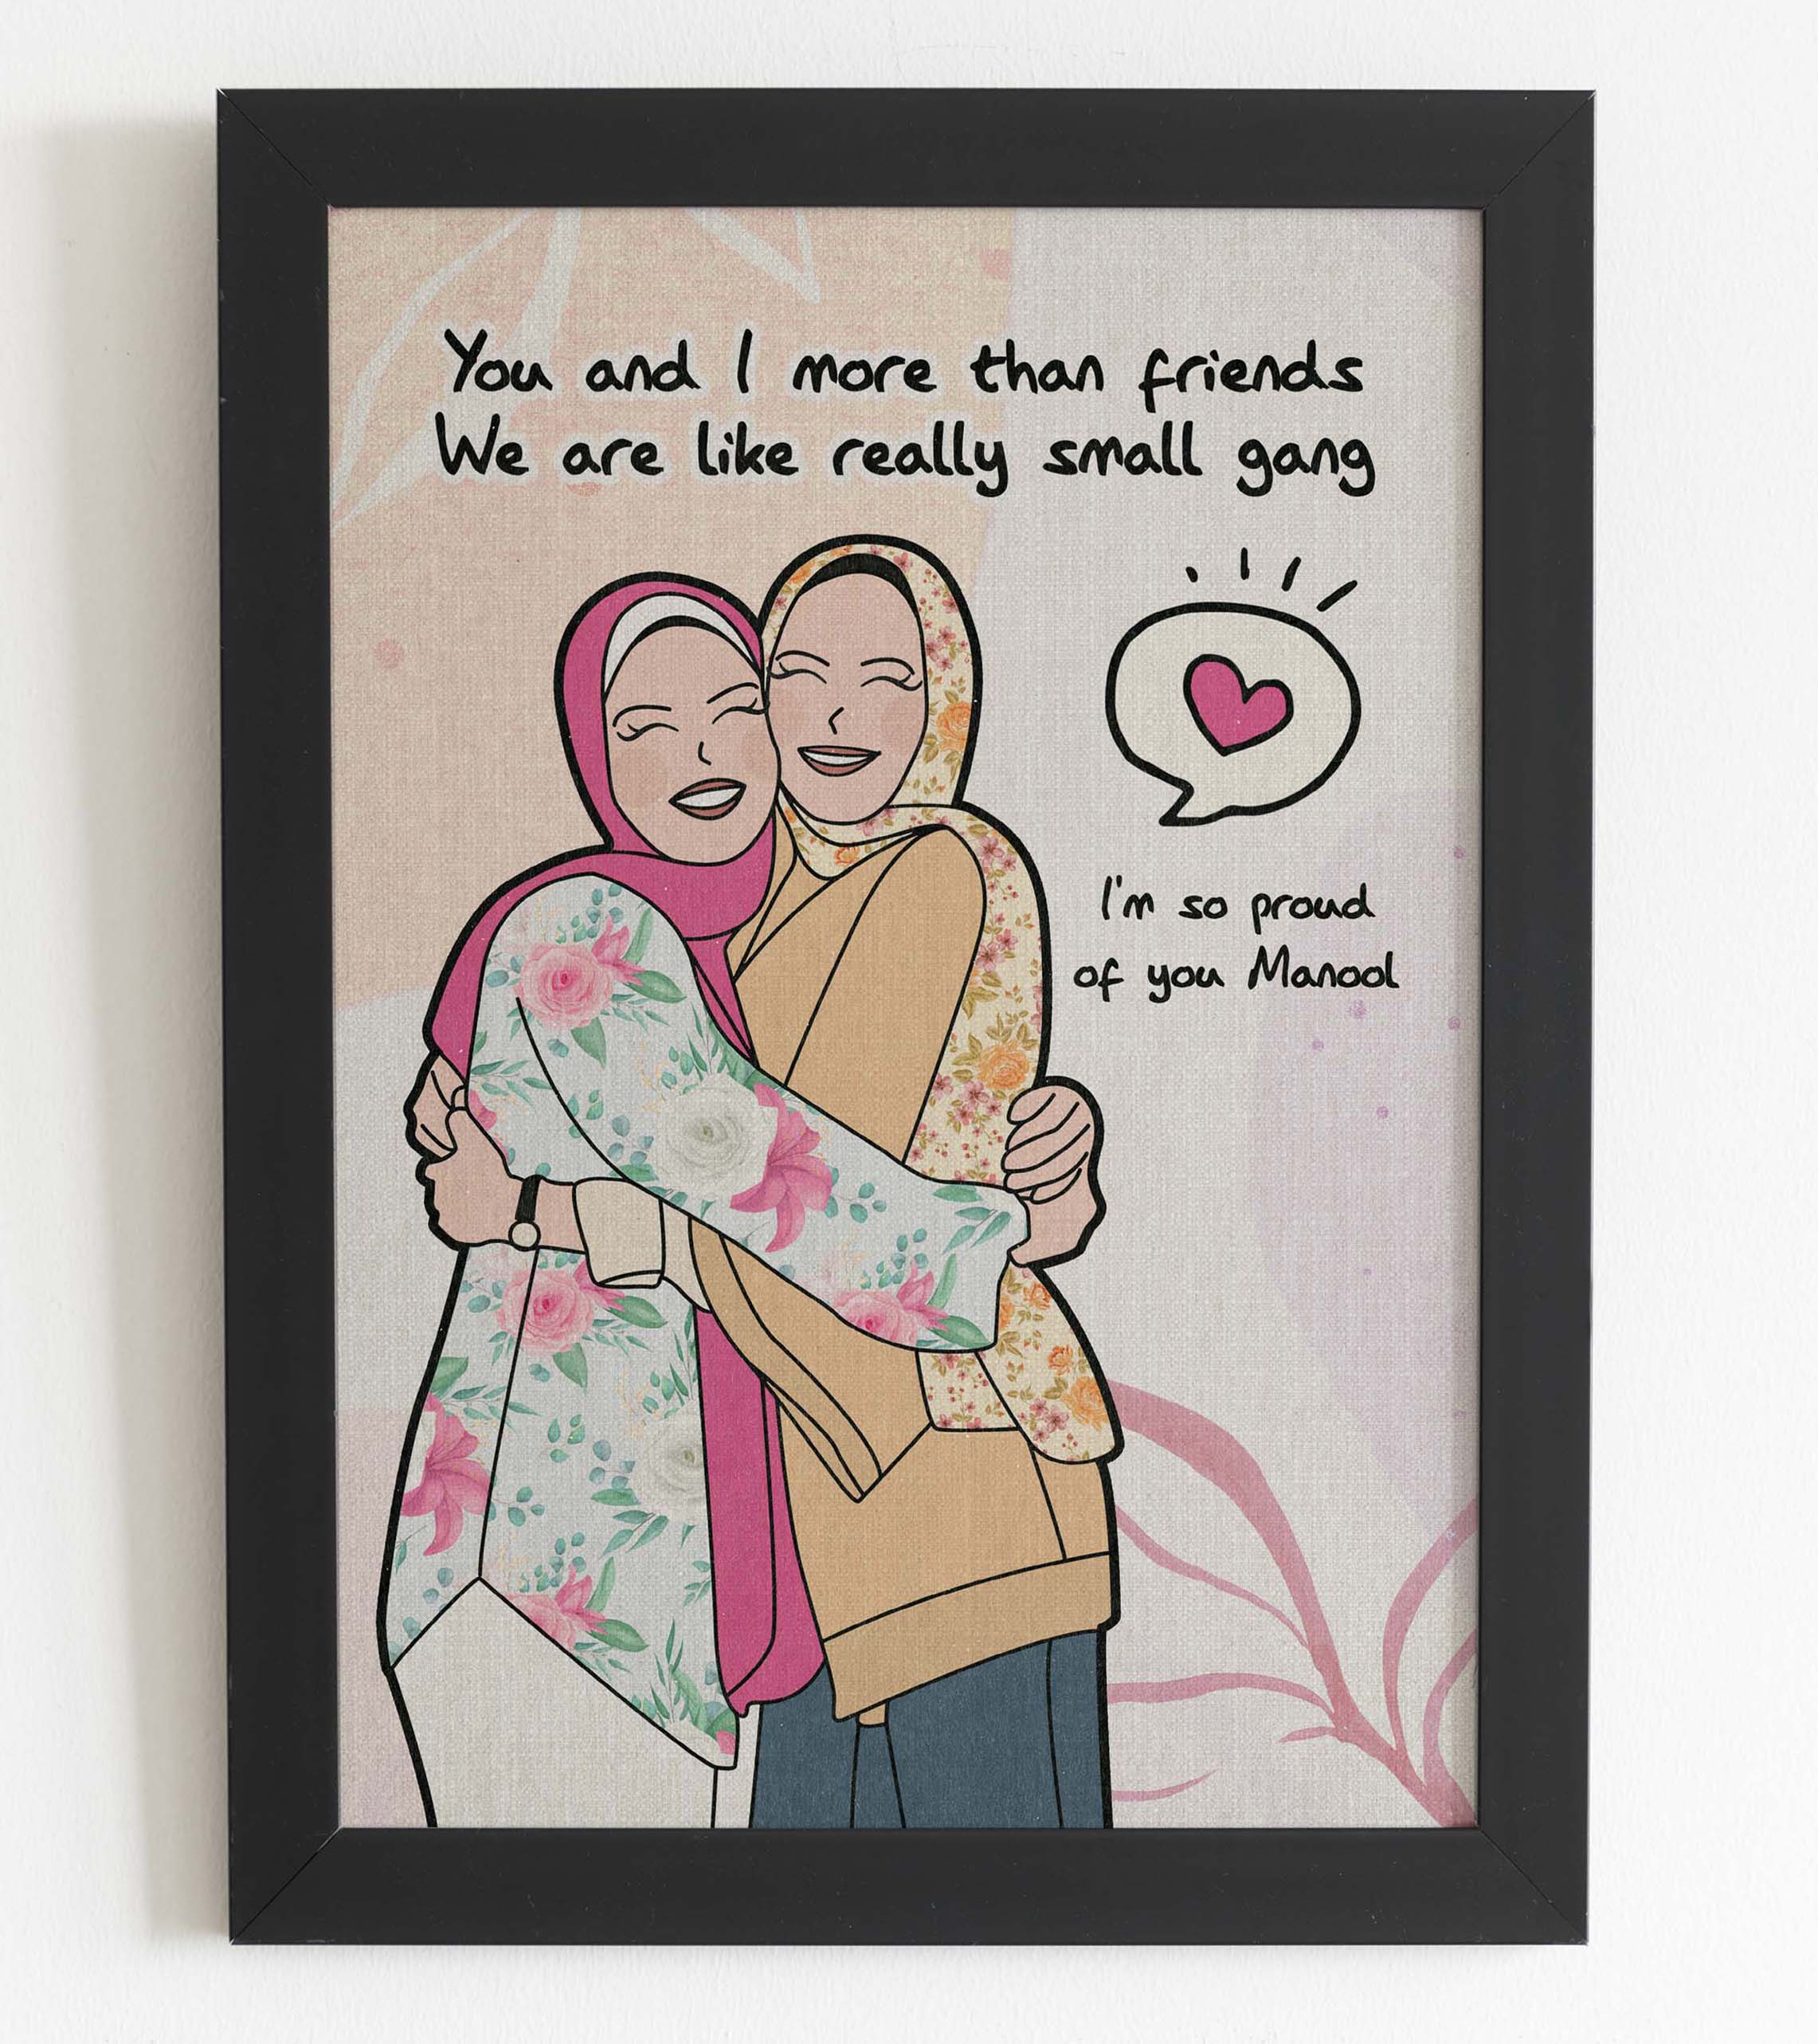 You and I more than friends
We are like really small gang
I'm so proud
of you Manool